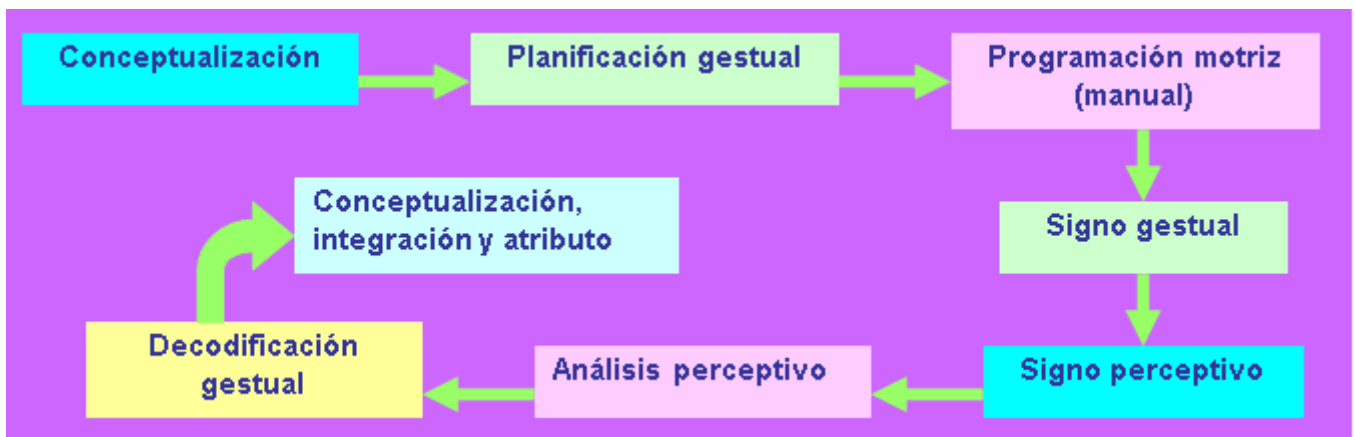 Conceptualización
Planificación gestual
Programación motriz
(manual)
Signo gestual
Signo perceptivo
Análisis perceptivo
Decodificación
gestual
Conceptualización,
integración y atributo